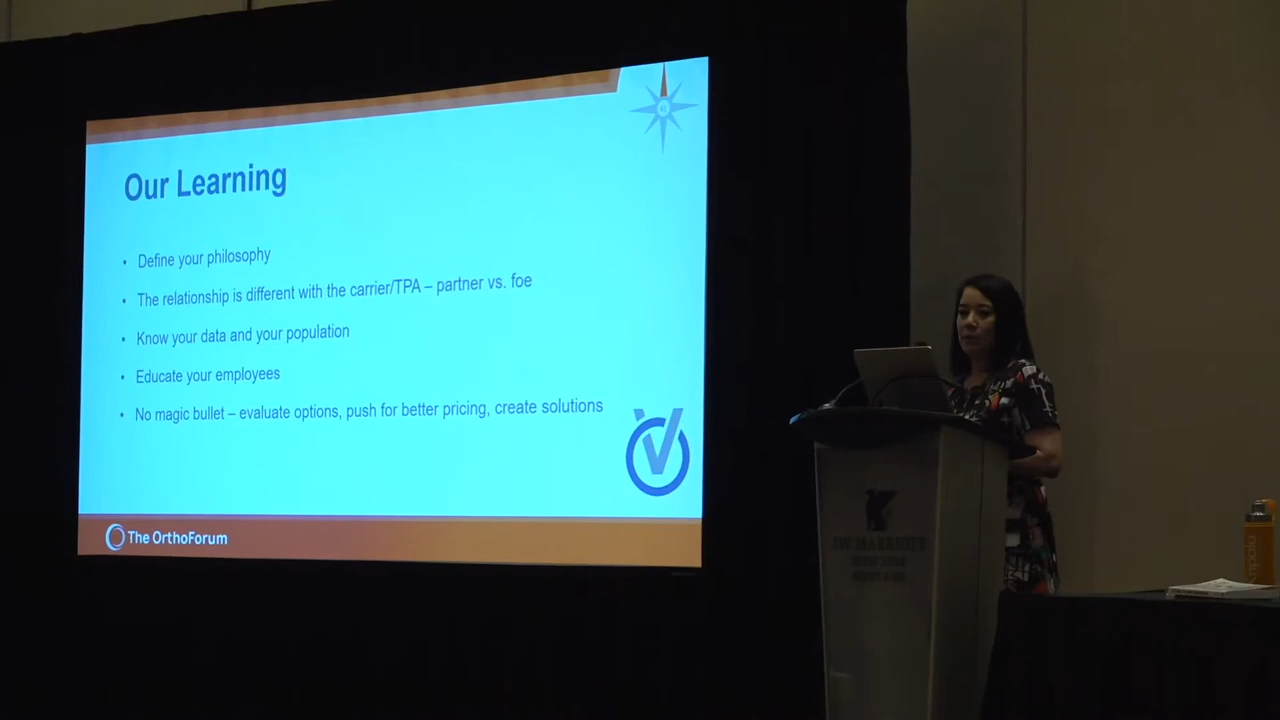 Our Learning
• Define your philosophy
• The relationship is different with the carrier/TPA – partner vs. foe
• Know your data and your population
• Educate your employees
• No magic bullet – evaluate options, push for better pricing, create solutions
The OrthoForum
JW MARRIOTT